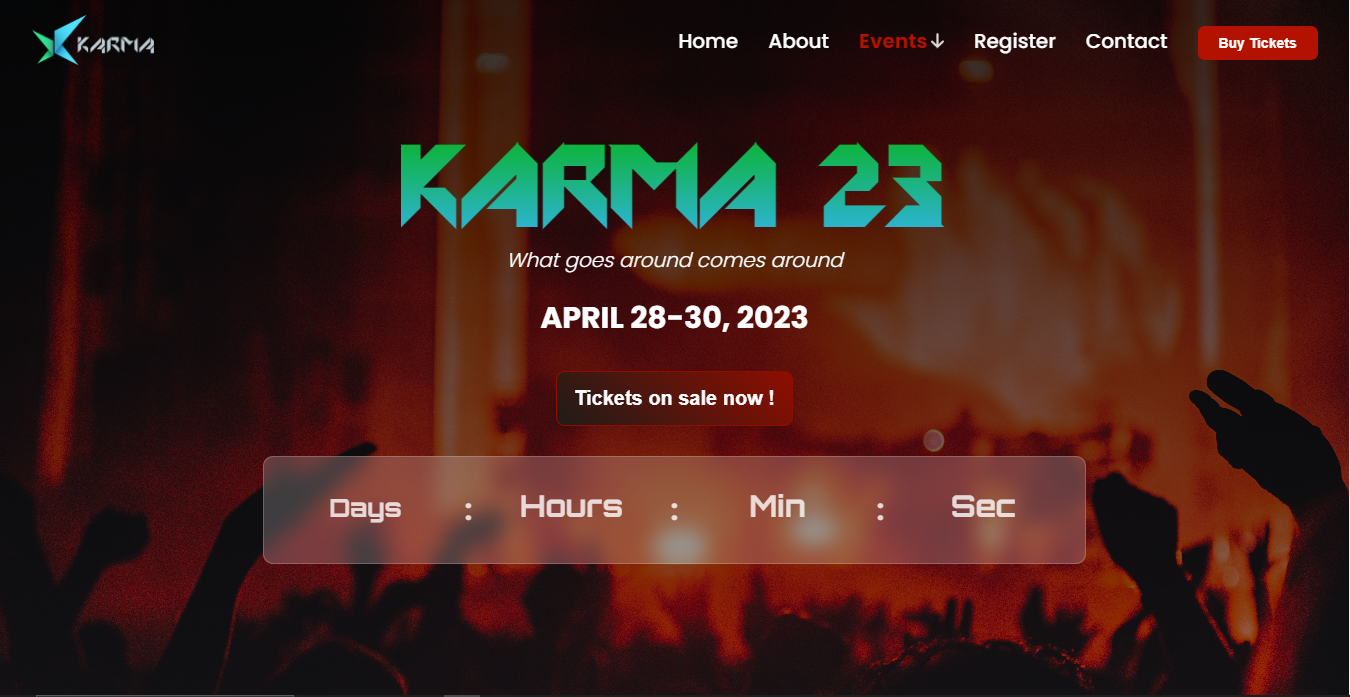 KARMA
Home About Events↓ Register Contact Buy Tickets
KARMA 23
What goes around comes around
APRIL 28-30, 2023
Tickets on sale now !
Days : Hours : Min : Sec